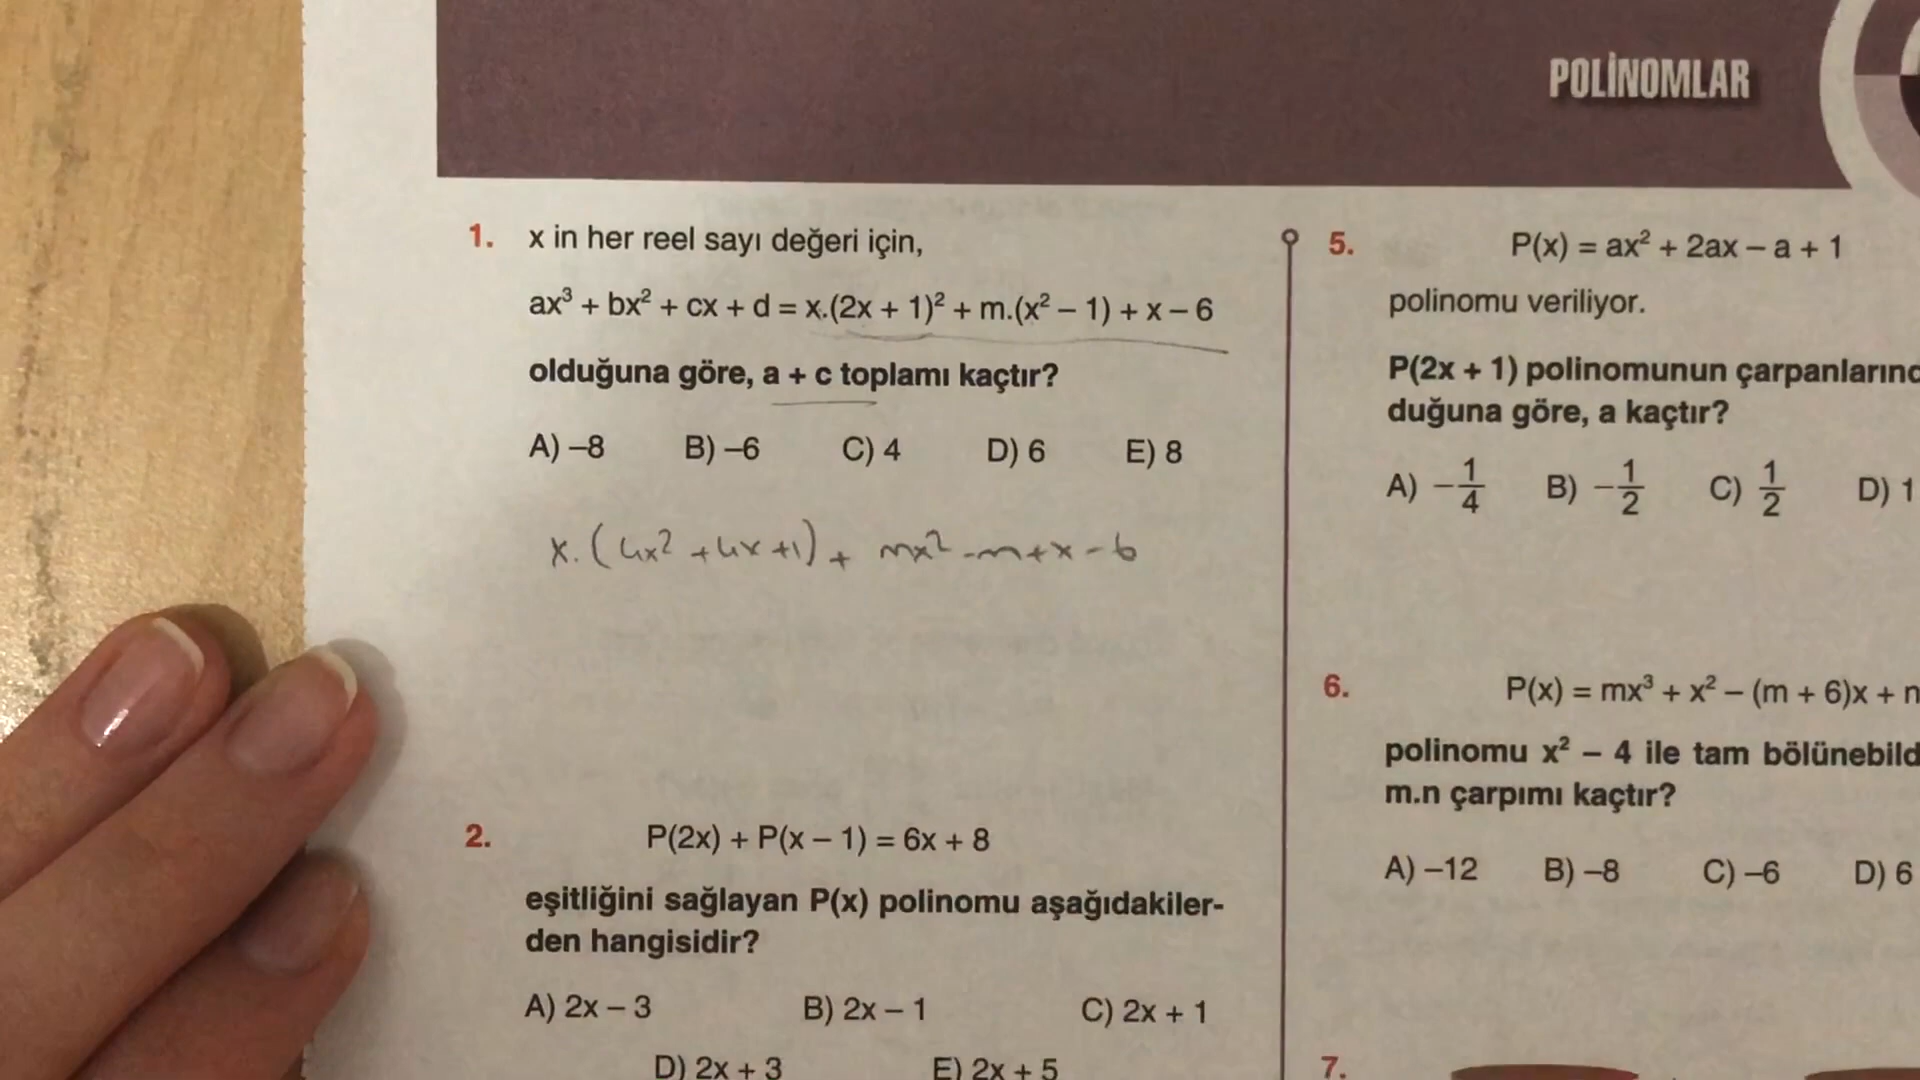 POLİNOMLAR
1. x in her reel sayı değeri için,
ax³ + bx² + cx + d = x.(2x + 1)² + m.(x² – 1) + x – 6
olduğuna göre, a + c toplamı kaçtır?
A) –8 B) –6 C) 4 D) 6 E) 8
x.(4x² + 4x + 1) + mx² - m + x - 6
2. P(2x) + P(x – 1) = 6x + 8
eşitliğini sağlayan P(x) polinomu aşağıdakiler-
den hangisidir?
A) 2x – 3 B) 2x – 1 C) 2x + 1
D) 2x + 3 E) 2x + 5
5. P(x) = ax² + 2ax – a + 1
polinomu veriliyor.
P(2x + 1) polinomunun
duğuna göre, a kaçtır?
A) –1/4 B) –1/2 C) 1/2 D) 1
6. P(x) = mx³ + x² – (m + 6)x + n
polinomu x² – 4 ile tam
m.n çarpımı kaçtır?
A) –12 B) –8 C) –6 D) 6
7.